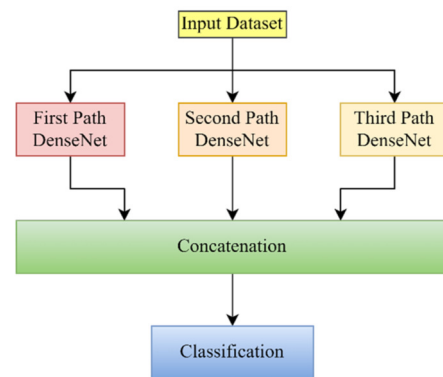 Input Dataset
First Path
DenseNet
Second Path
DenseNet
Third Path
DenseNet
Concatenation
Classification